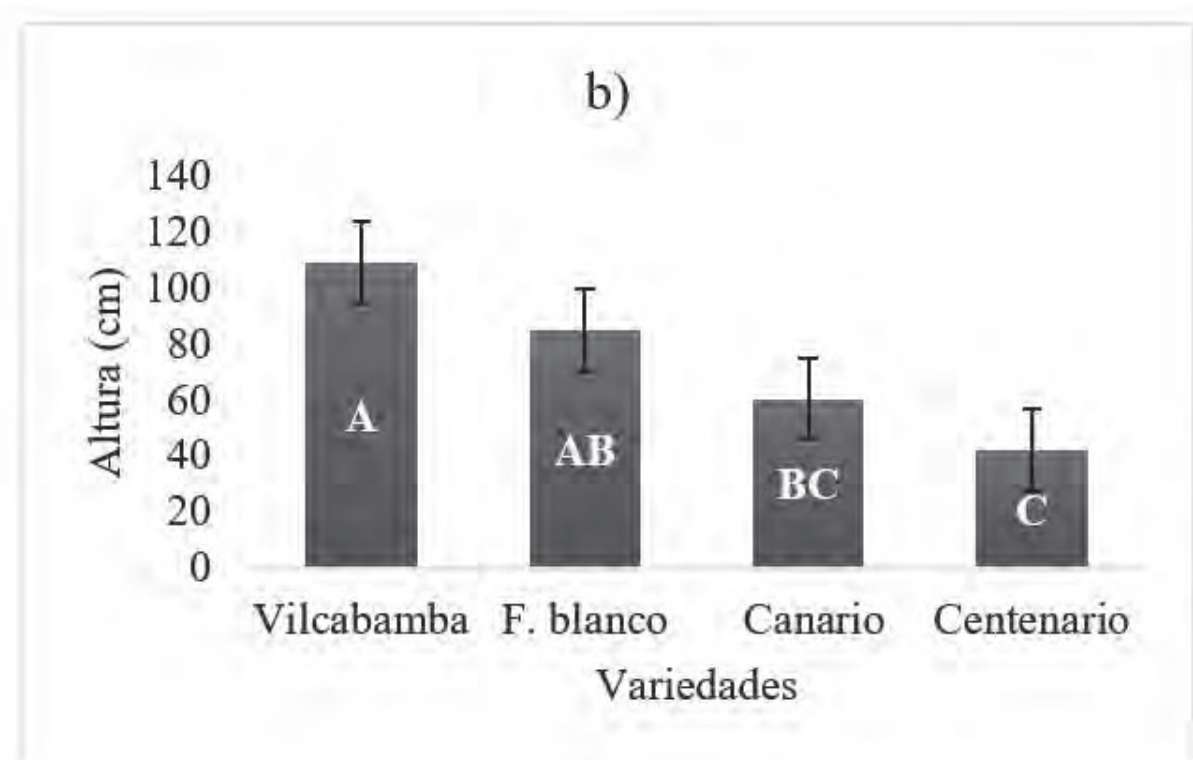 b)
Altura (cm)
140
120
100
80
60
40
20
0
A
AB
BC
C
Vilcabamba F. blanco Canario Centenario
Variedades